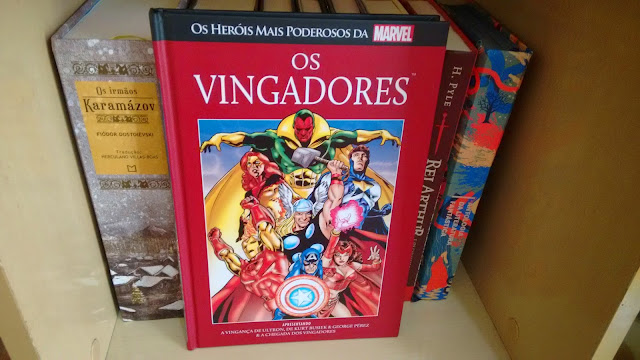 OS HERÓIS MAIS PODEROSOS DA MARVEL
OS
VINGADORES
APRESENTANDO
A VINGANÇA DE ULTRON, DE KURT BUSIEK & GEORGE PÉREZ
& A CHEGADA DOS VINGADORES
Os irmãos
Karamázov
FIÓDOR DOSTOIÉVSKI
H. PYLE
REI ARTHUR